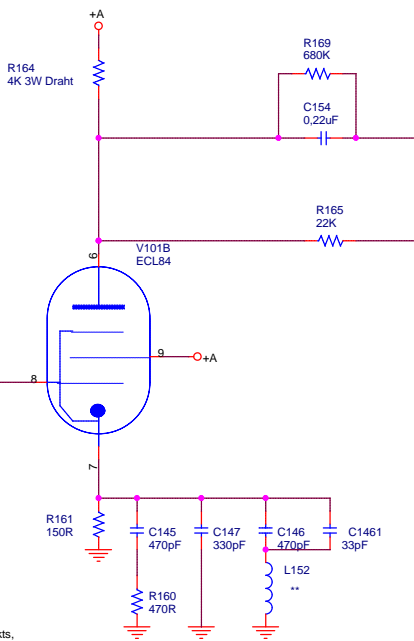 +A
R164
4K 3W Draht
R169
680K
C154
0,22uF
R165
22K
6
V101B
ECL84
9
+A
8
7
R161
150R
C145
470pF
C147
330pF
C146
470pF
C1461
33pF
R160
470R
L152
**
kts,